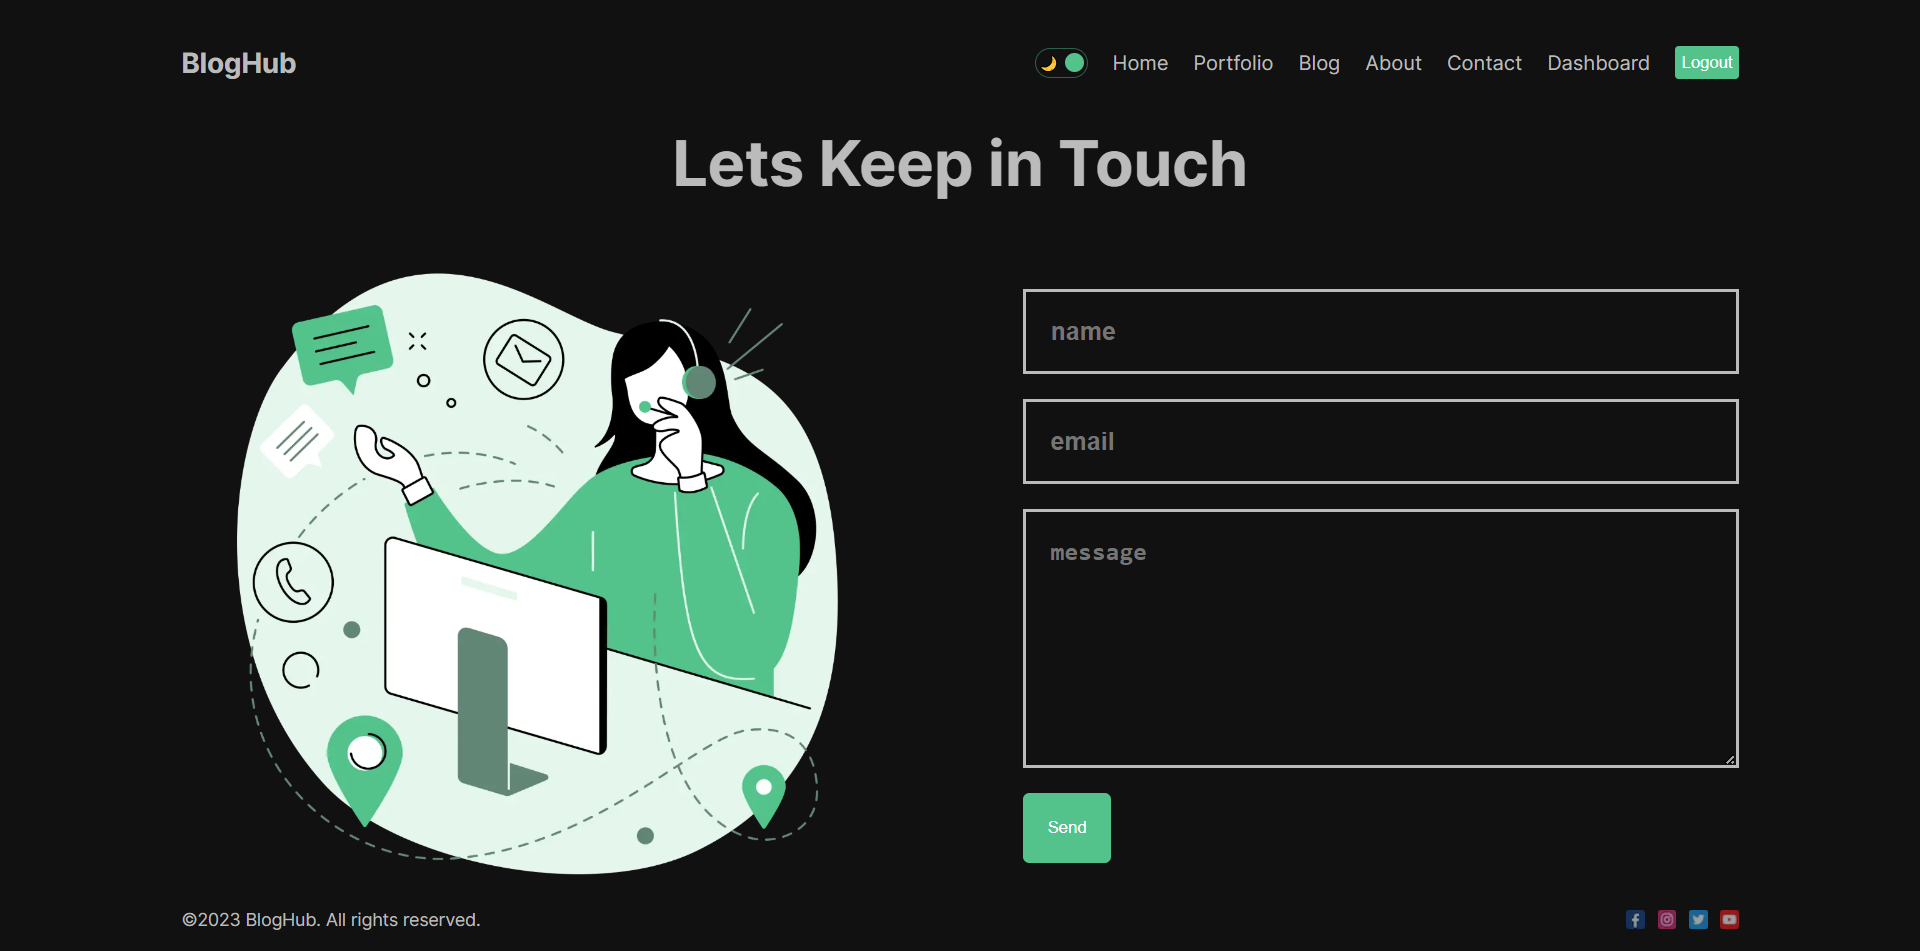 BlogHub
Home Portfolio Blog About Contact Dashboard Logout
Lets Keep in Touch
name
email
message
Send
©2023 BlogHub. All rights reserved.